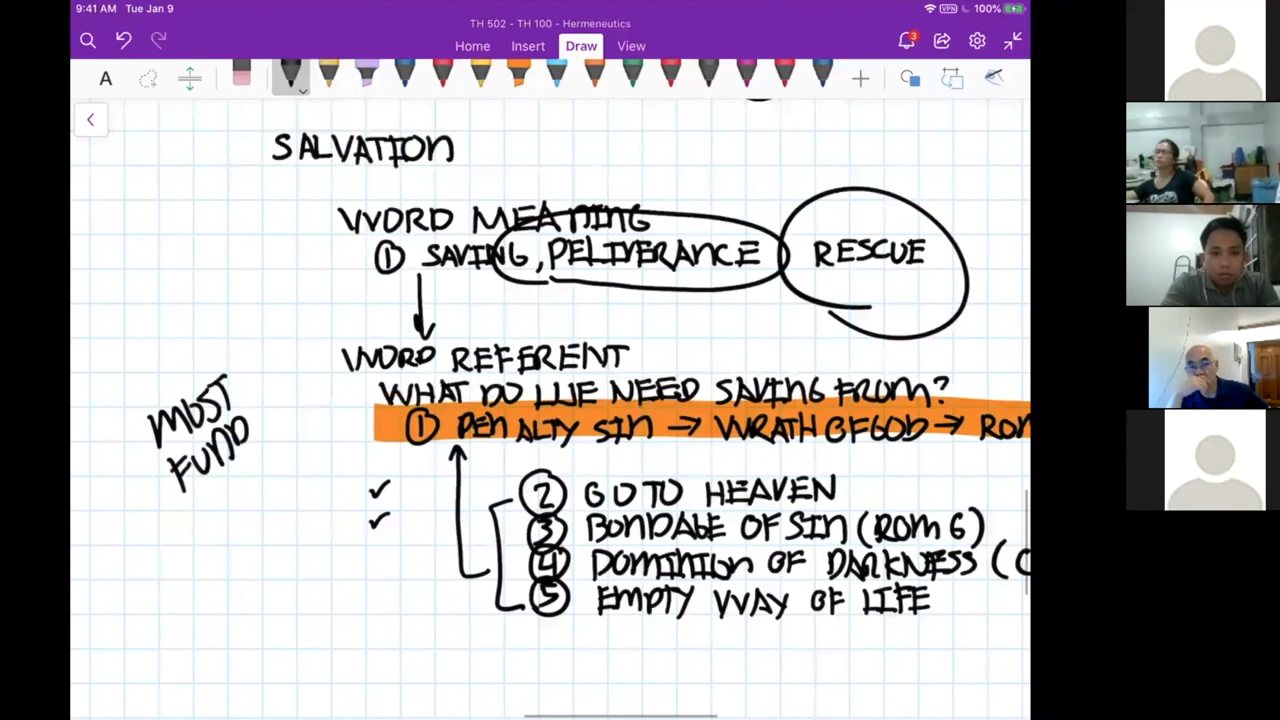 9:41 AM Tue Jan 9
VPN 100%
TH 502 - TH 100 - Hermeneutics
Home Insert Draw View
3
A
SALVATION
WORD MEANING
① SAVING, DELIVERANCE RESCUE
WORD REFERENT
WHAT DO WE NEED SAVING FROM?
① PENALTY SIN → WRATH OF GOD → ROM
MOST
FUND
② GO TO HEAVEN
③ BONDAGE OF SIN (ROM 6)
④ DOMINION OF DARKNESS (C
⑤ EMPTY WAY OF LIFE